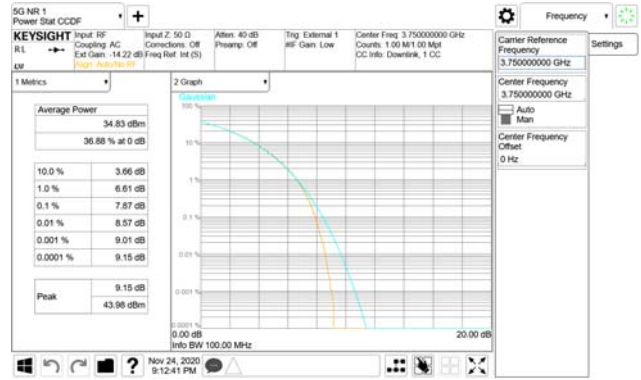 5G NR 1
Power Stat CCDF
Frequency
KEYSIGHT
RL
Input: RF
Coupling: AC
Ext Gain: -14.22 dB
Align: Auto/No RF
Input Z: 50 Ω
Corrections: Off
Freq Ref: Int (S)
Atten: 40 dB
Preamp: Off
Trig: External 1
#IF Gain: Low
Center Freq: 3.750000000 GHz
Counts: 1.00 M/1.00 Mpt
CC Info: Downlink, 1 CC
Carrier Reference
Frequency
3.750000000 GHz
Settings
Center Frequency
3.750000000 GHz
Auto
Man
Center Frequency
Offset
0 Hz
1 Metrics
Average Power
34.83 dBm
36.88 % at 0 dB
10.0 % 3.66 dB
1.0 % 6.61 dB
0.1 % 7.87 dB
0.01 % 8.57 dB
0.001 % 9.01 dB
0.0001 % 9.15 dB
Peak
9.15 dB
43.98 dBm
2 Graph
Gaussian
100 %
10 %
1 %
0.1 %
0.01 %
0.001 %
0.0001 %
0.00 dB
20.00 dB
Info BW 100.00 MHz
Nov 24, 2020
9:12:41 PM